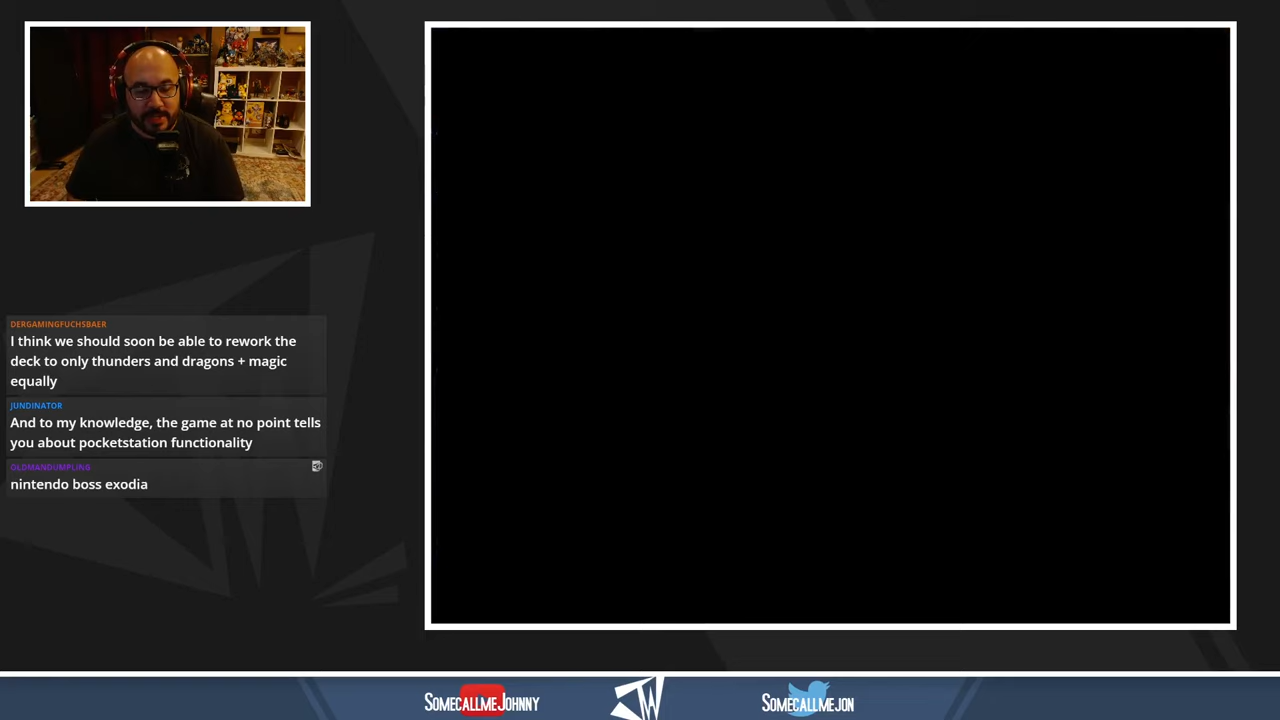 DERGAMINGFUCHSBAER
I think we should soon be able to rework the
deck to only thunders and dragons + magic
equally
JUNDINATOR
And to my knowledge, the game at no point tells
you about pocketstation functionality
OLDMANDUMPLING
nintendo boss exodia
SOMECALLMEJOHNNY
SOMECALLMEJON